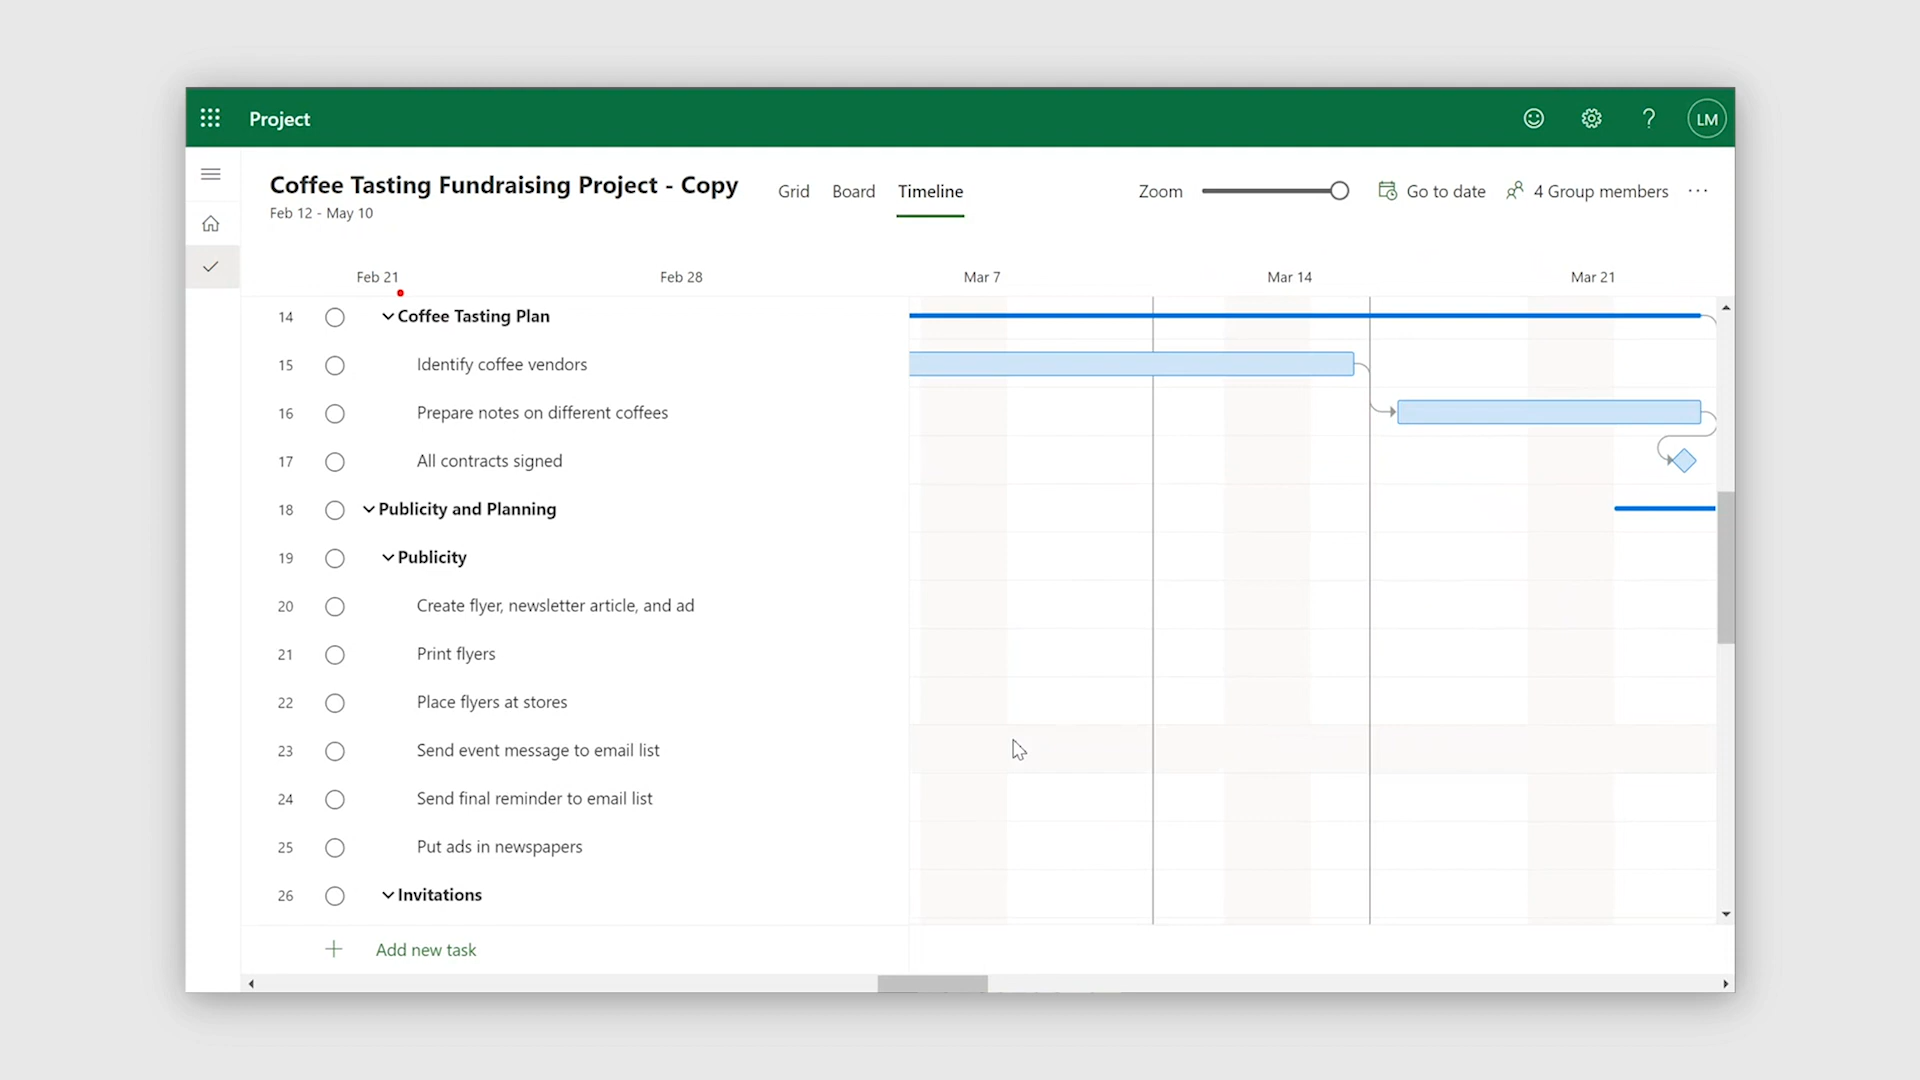 Project
LM
Coffee Tasting Fundraising Project - Copy
Feb 12 - May 10
Grid
Board
Timeline
Zoom
Go to date
4 Group members
Feb 21
Feb 28
Mar 7
Mar 14
Mar 21
14 Coffee Tasting Plan
15 Identify coffee vendors
16 Prepare notes on different coffees
17 All contracts signed
18 Publicity and Planning
19 Publicity
20 Create flyer, newsletter article, and ad
21 Print flyers
22 Place flyers at stores
23 Send event message to email list
24 Send final reminder to email list
25 Put ads in newspapers
26 Invitations
Add new task